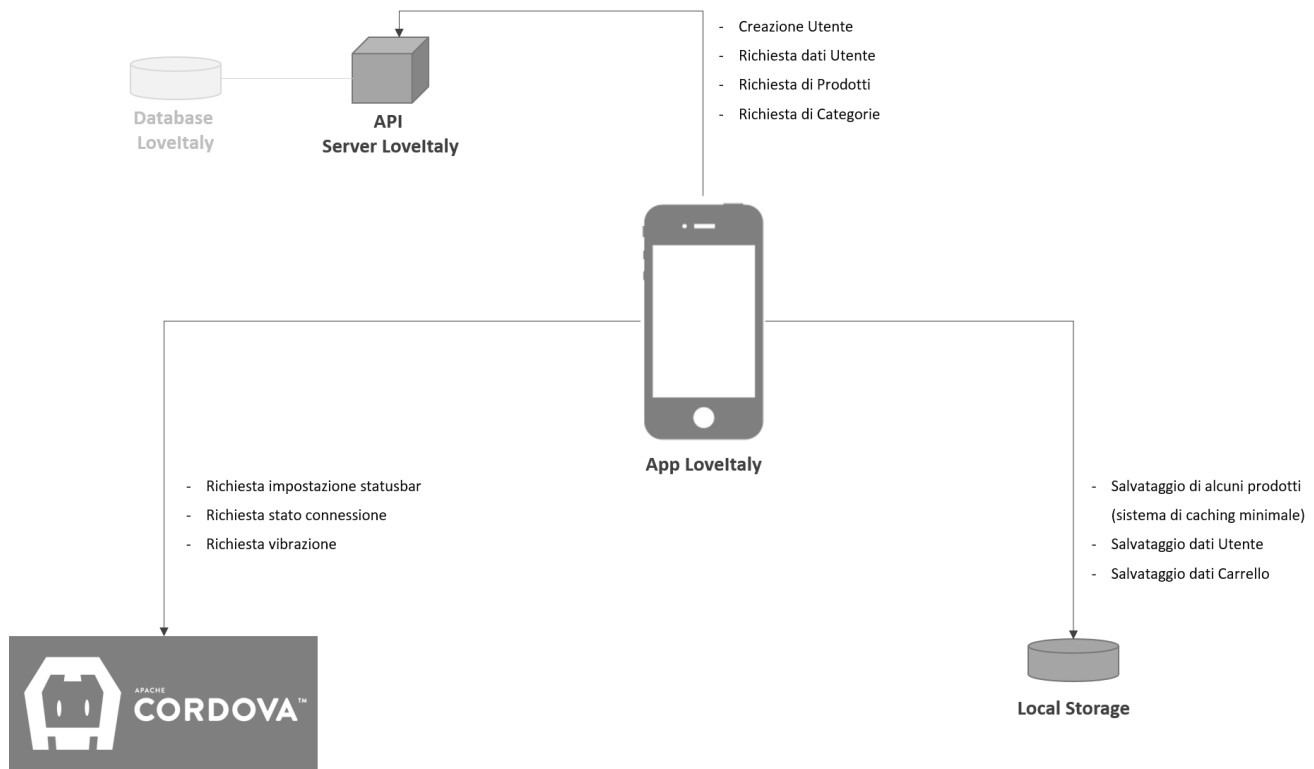 - Creazione Utente
- Richiesta dati Utente
- Richiesta di Prodotti
- Richiesta di Categorie
Database
LoveItaly
API
Server LoveItaly
App LoveItaly
- Richiesta impostazione statusbar
- Richiesta stato connessione
- Richiesta vibrazione
- Salvataggio di alcuni prodotti
(sistema di caching minimale)
- Salvataggio dati Utente
- Salvataggio dati Carrello
APACHE
CORDOVA™
Local Storage